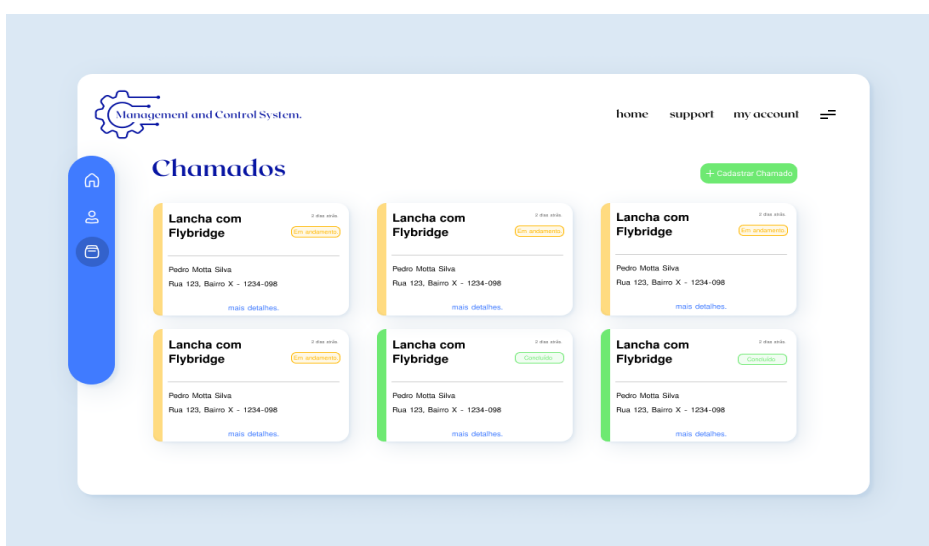 Management and Control System.
home support my account
Chamados
+ Cadastrar Chamado
Lancha com
Flybridge
2 dias atrás
Em andamento
Pedro Motta Silva
Rua 123, Bairro X - 1234-098
mais detalhes.
Lancha com
Flybridge
2 dias atrás
Em andamento
Pedro Motta Silva
Rua 123, Bairro X - 1234-098
mais detalhes.
Lancha com
Flybridge
2 dias atrás
Em andamento
Pedro Motta Silva
Rua 123, Bairro X - 1234-098
mais detalhes.
Lancha com
Flybridge
2 dias atrás
Em andamento
Pedro Motta Silva
Rua 123, Bairro X - 1234-098
mais detalhes.
Lancha com
Flybridge
2 dias atrás
Concluído
Pedro Motta Silva
Rua 123, Bairro X - 1234-098
mais detalhes.
Lancha com
Flybridge
2 dias atrás
Concluído
Pedro Motta Silva
Rua 123, Bairro X - 1234-098
mais detalhes.